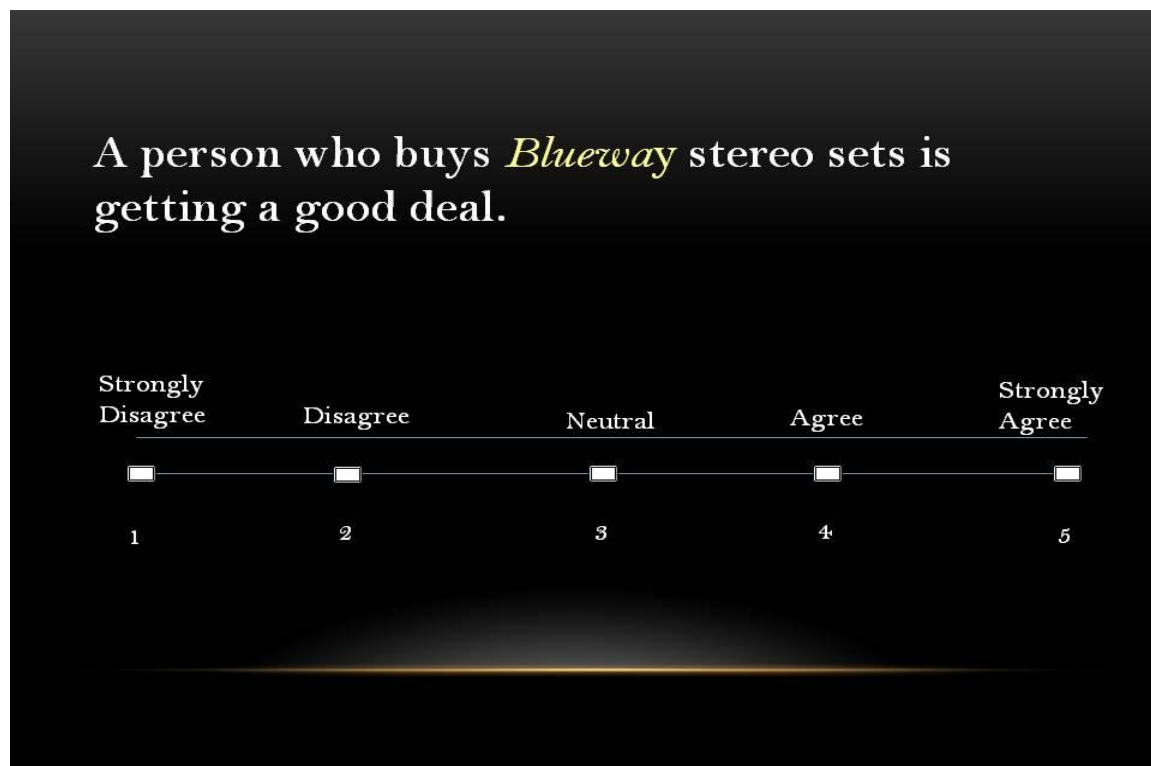 A person who buys Blueway stereo sets is
getting a good deal.
Strongly
Disagree
Disagree
Neutral
Agree
Strongly
Agree
1
2
3
4
5